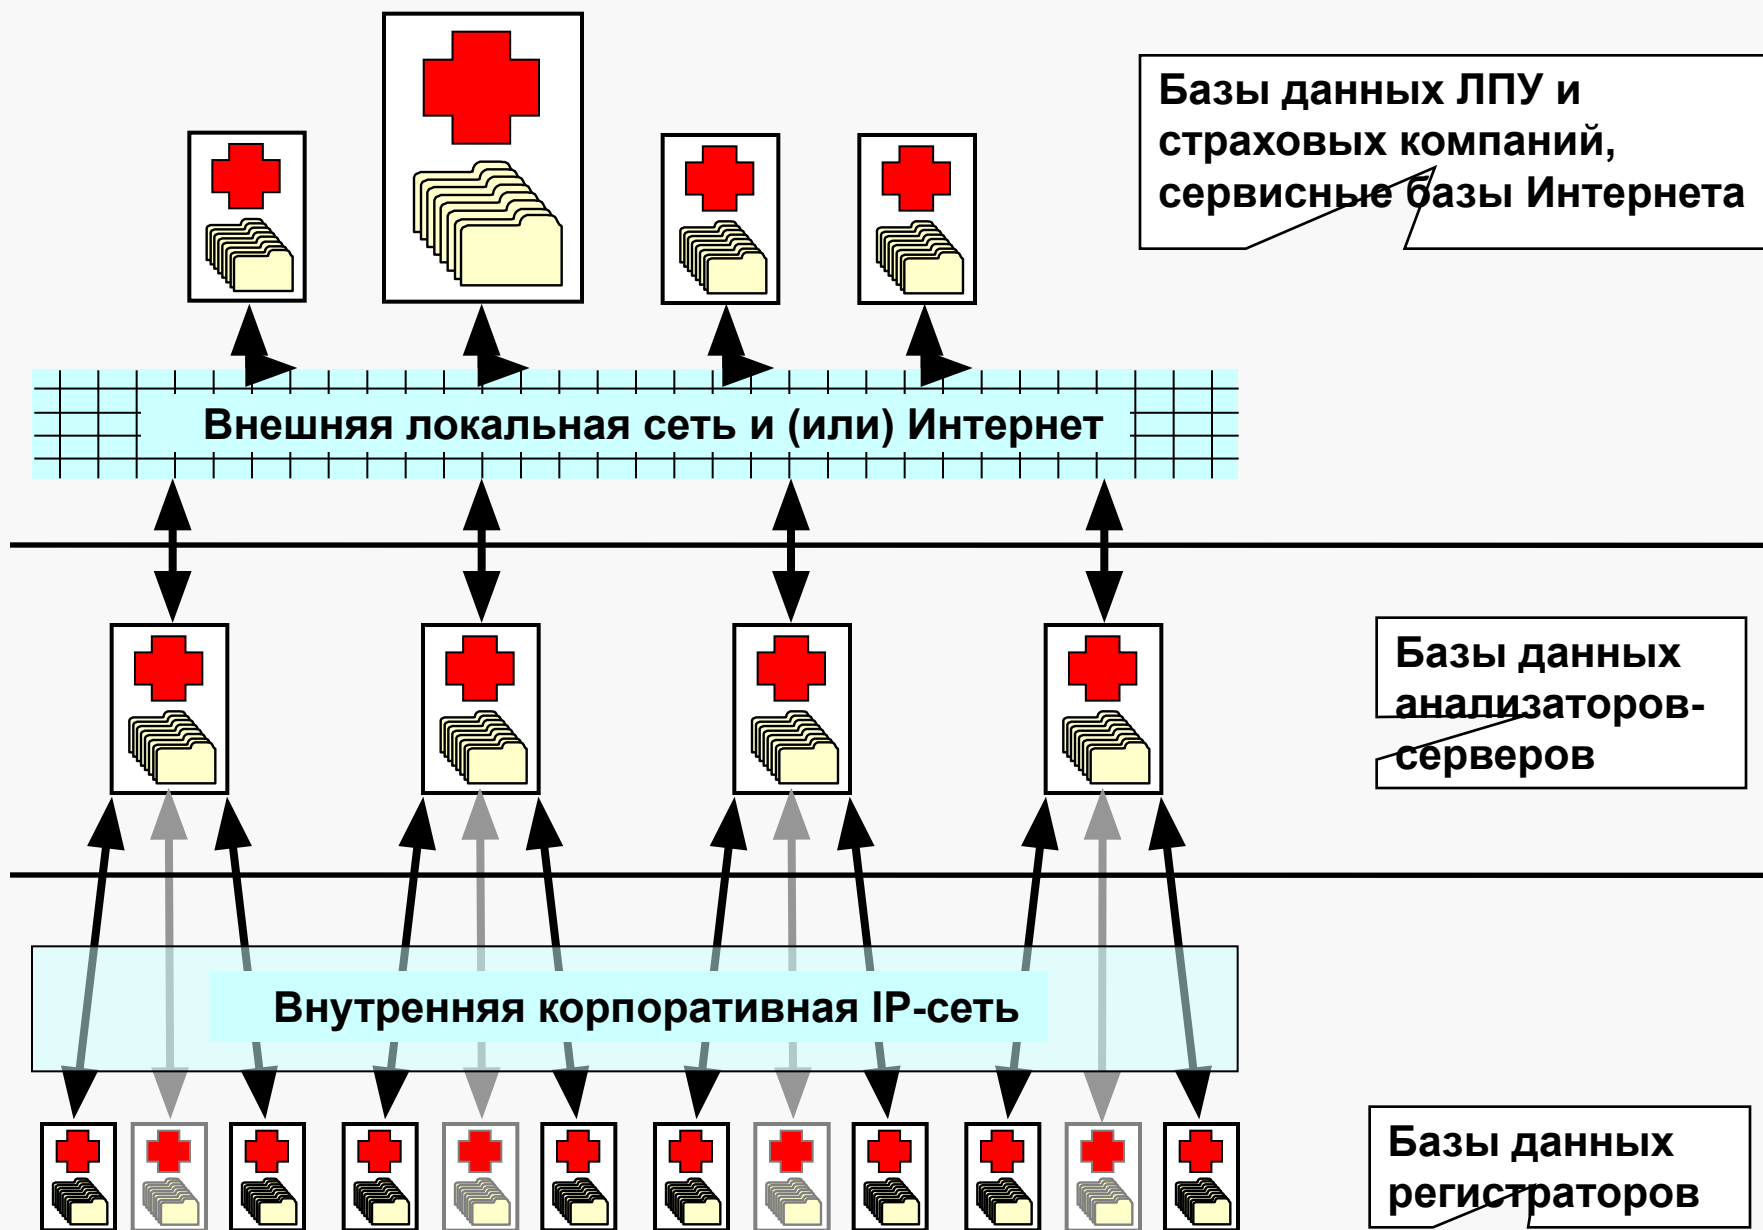 Базы данных ЛПУ и
страховых компаний,
сервисные базы Интернета
Внешняя локальная сеть и (или) Интернет
Базы данных
анализаторов-
серверов
Внутренняя корпоративная IP-сеть
Базы данных
регистраторов